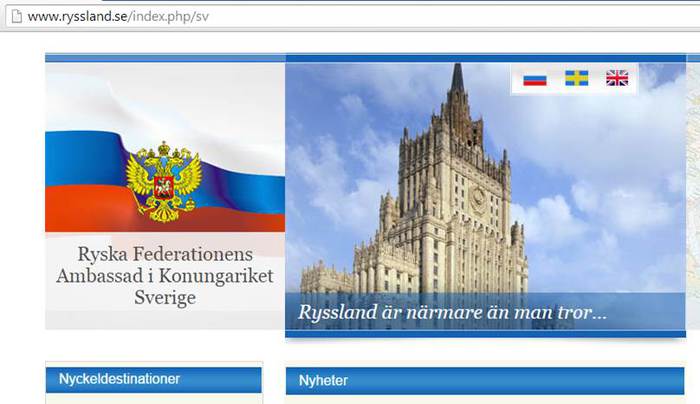 www.ryssland.se/index.php/sv
Ryska Federationens
Ambassad i Konungariket
Sverige
Ryssland är närmare än man tror...
Nyckeldestinationer
Nyheter